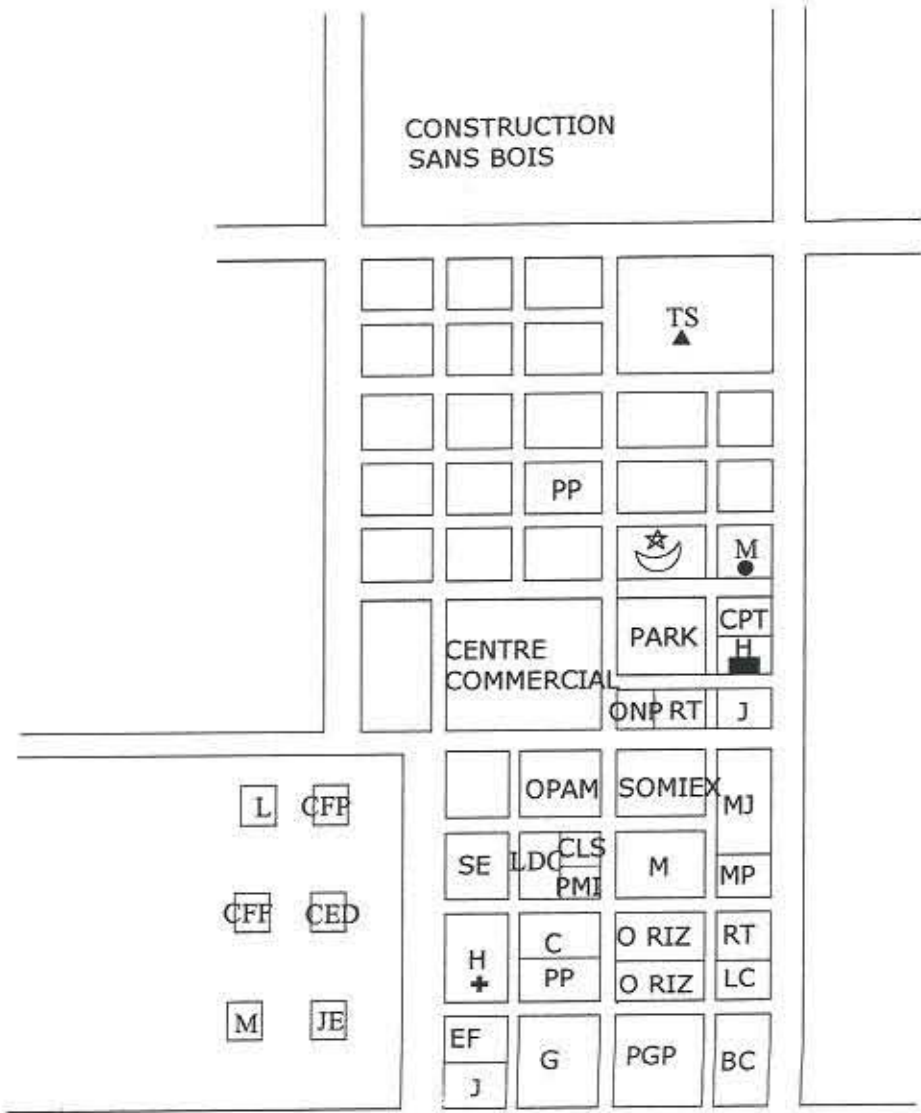 CONSTRUCTION
SANS BOIS
TS
PP
M
CPT
PARK
H
CENTRE
COMMERCIAL
ONP RT J
OPAM SOMIEX MJ
L CFP
SE LDC CLS M
PMI MP
CFF CED
H C O RIZ RT
PP O RIZ LC
M JE
EF G PGP BC
J